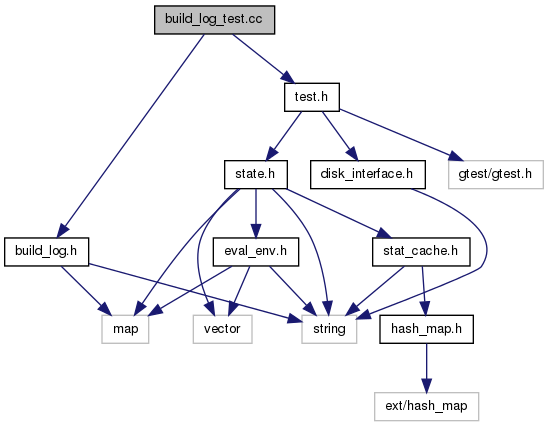 build_log_test.cc
test.h
state.h
disk_interface.h
gtest/gtest.h
build_log.h
eval_env.h
stat_cache.h
map
vector
string
hash_map.h
ext/hash_map